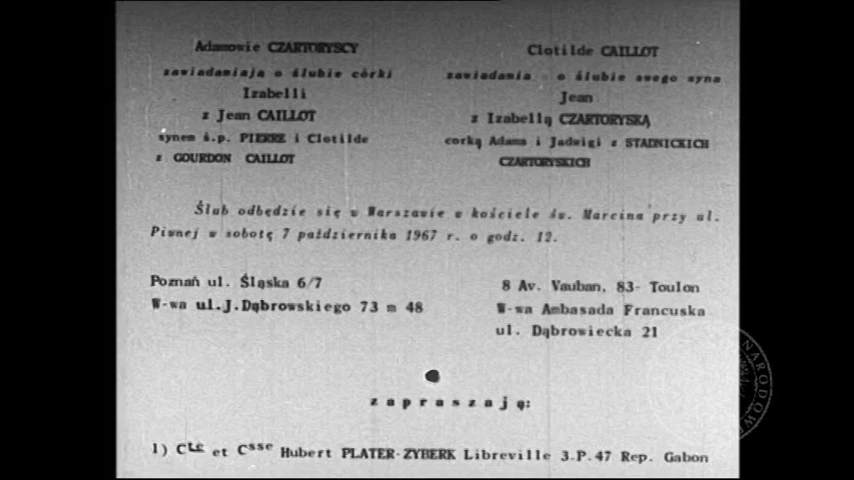 Adamowie CZARTORYSCY
zawiadamiają o ślubie córki
Izabelli
z Jean CAILLOT
synem ś.p. PIERRE i Clotilde
z GOURDON CAILLOT
Clotilde CAILLOT
zawiadamia o ślubie swego syna
Jean
z Izabellą CZARTORYSKĄ
corką Adama i Jadwigi z STADNICKICH
CZARTORYSKICH
Ślub odbędzie się w Warszawie w kościele św. Marcina przy ul.
Piwnej w sobotę 7 października 1967 r. o godz. 12.
Poznań ul. Śląska 6/7
W-wa ul.J.Dąbrowskiego 73 m 48
8 Av. Vauban, 83- Toulon
W-wa Ambasada Francuska
ul. Dąbrowiecka 21
zapraszają:
1) Cte et Csse Hubert PLATER-ZYBERK Libreville 3.P.47 Rep. Gabon
NARODOWE